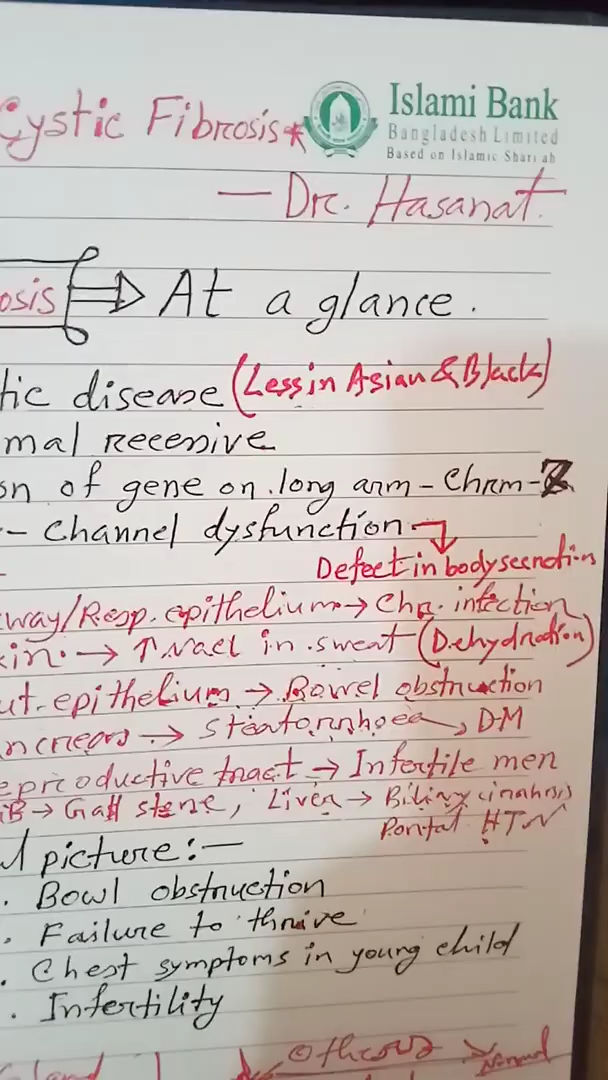 Cystic Fibrosis*
Islami Bank
Bangladesh Limited
Based on Islamic Shari'ah
— Dr. Hasanat.
osis ⇒ At a glance.
tic disease (Less in Asian & Black)
mal recessive
on of gene on long arm - Chrm-7
- Channel dysfunction
Defect in body secretion
way/Resp. epithelium → Chr. infection
kin. → ↑ Nacl in sweat (Dehydration)
ut. epithelium → Bowel obstruction
ncreas → Steatorrhoea, DM
eproductive tract → Infertile men
GB → Gall stone, Liver → Biliary cirrhosis
Portal HTN
l picture:—
. Bowl obstruction
. Failure to thrive
. Chest symptoms in young child
. Infertility
Gland
Normal